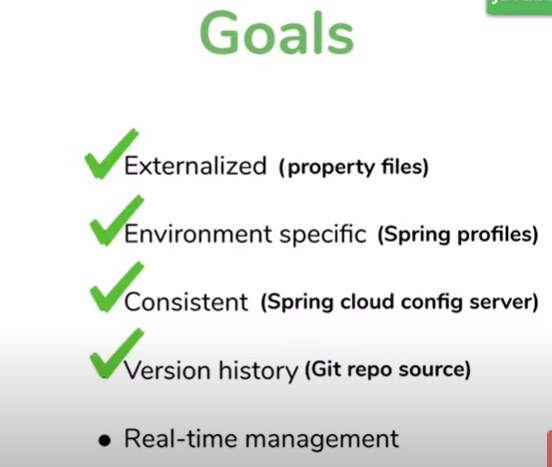 Goals
Externalized (property files)
Environment specific (Spring profiles)
Consistent (Spring cloud config server)
Version history (Git repo source)
• Real-time management